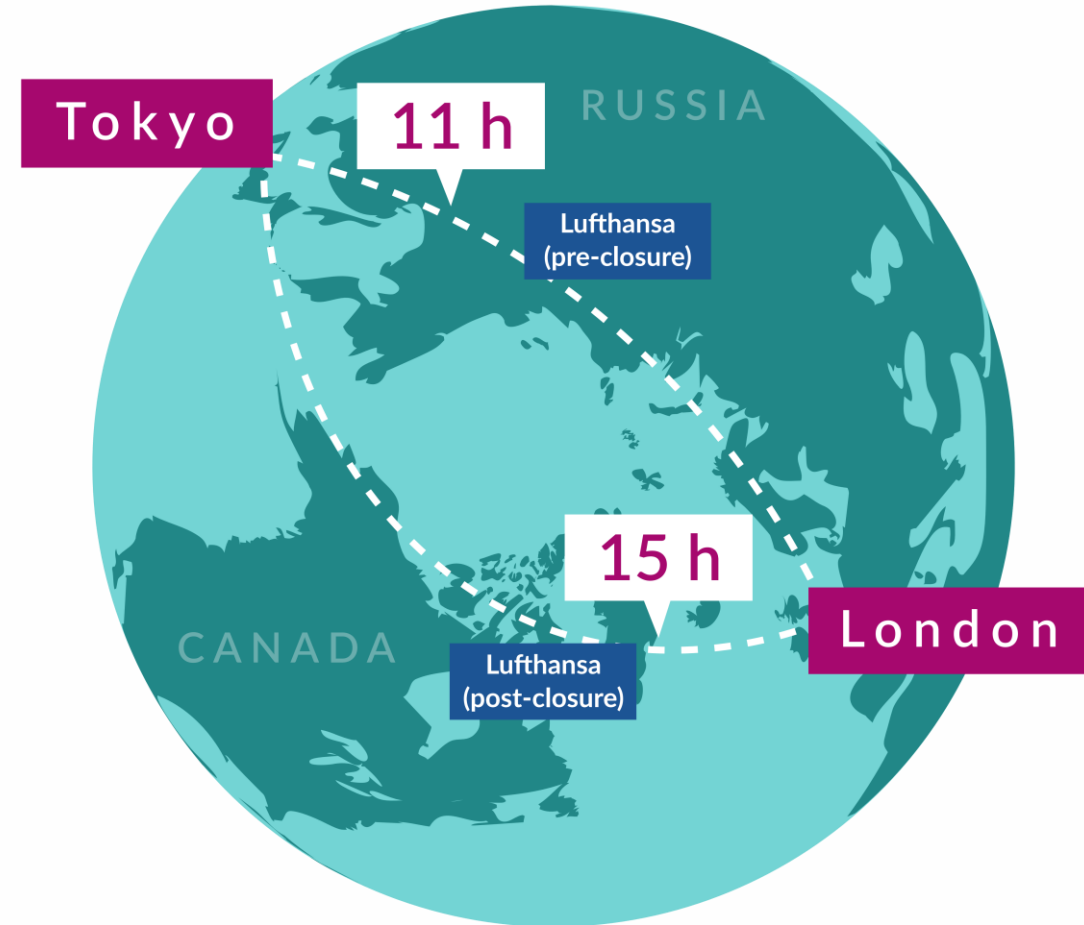 RUSSIA
Tokyo
11 h
Lufthansa
(pre-closure)
15 h
London
CANADA
Lufthansa
(post-closure)